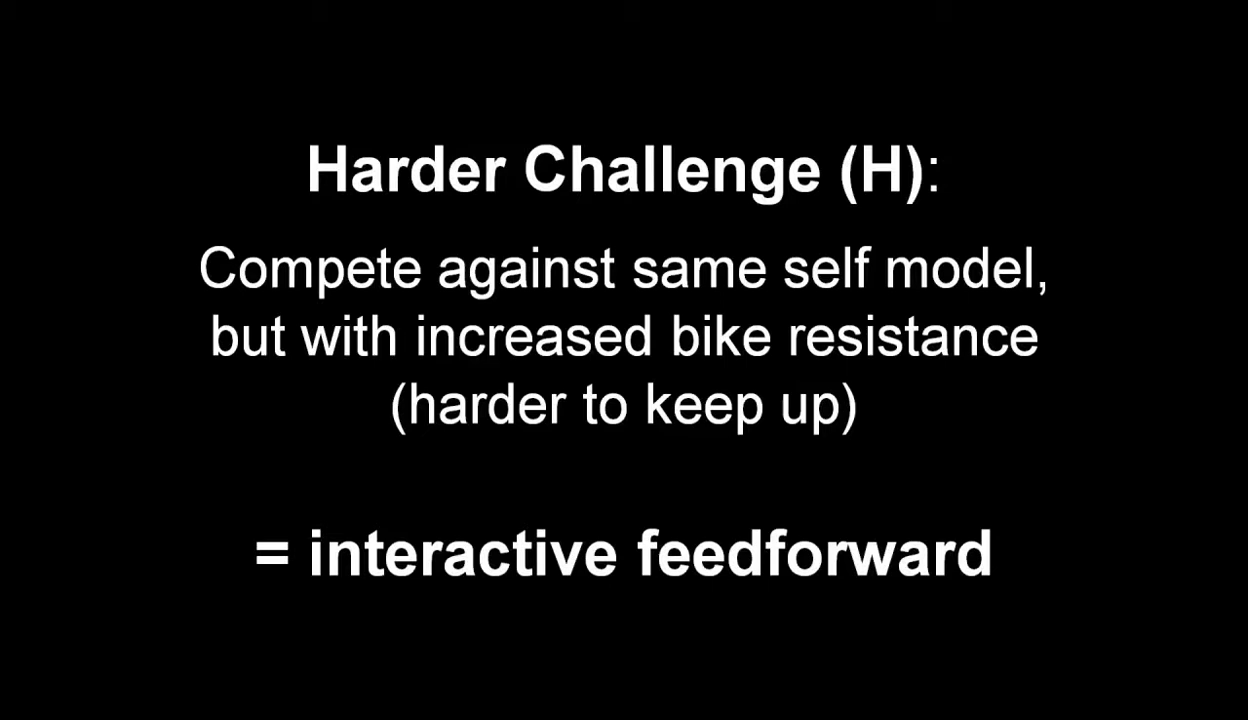 Harder Challenge (H):
Compete against same self model,
but with increased bike resistance
(harder to keep up)
= interactive feedforward